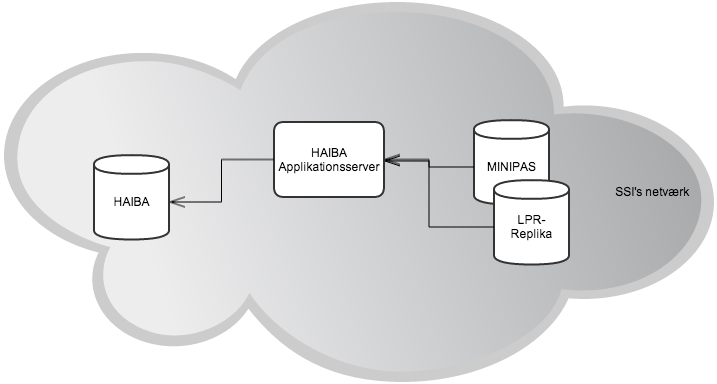 HAIBA
Applikationsserver
MINIPAS
SSI's netværk
HAIBA
LPR-
Replika